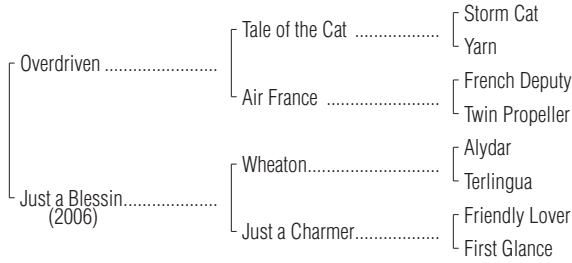 Storm Cat
Tale of the Cat ..................
Yarn
Overdriven ........................
French Deputy
Air France ........................
Twin Propeller
Alydar
Wheaton............................
Terlingua
Just a Blessin....................
(2006)
Friendly Lover
Just a Charmer..................
First Glance